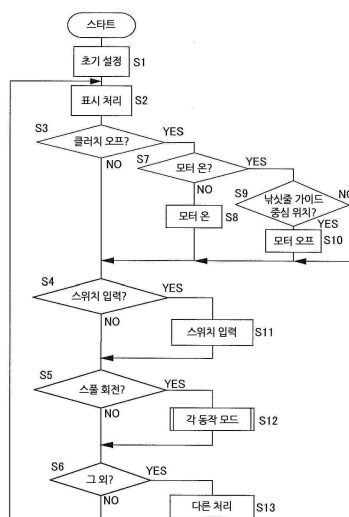 스타트
초기 설정 S1
표시 처리 S2
S3 클러치 오프? YES
NO
S7 모터 온? YES
NO
모터 온 S8
S9 낚싯줄 가이드 NO
중심 위치?
YES
모터 오프 S10
S4 스위치 입력? YES
NO
스위치 입력 S11
S5 스풀 회전? YES
NO
각 동작 모드 S12
S6 그 외? YES
NO
다른 처리 S13